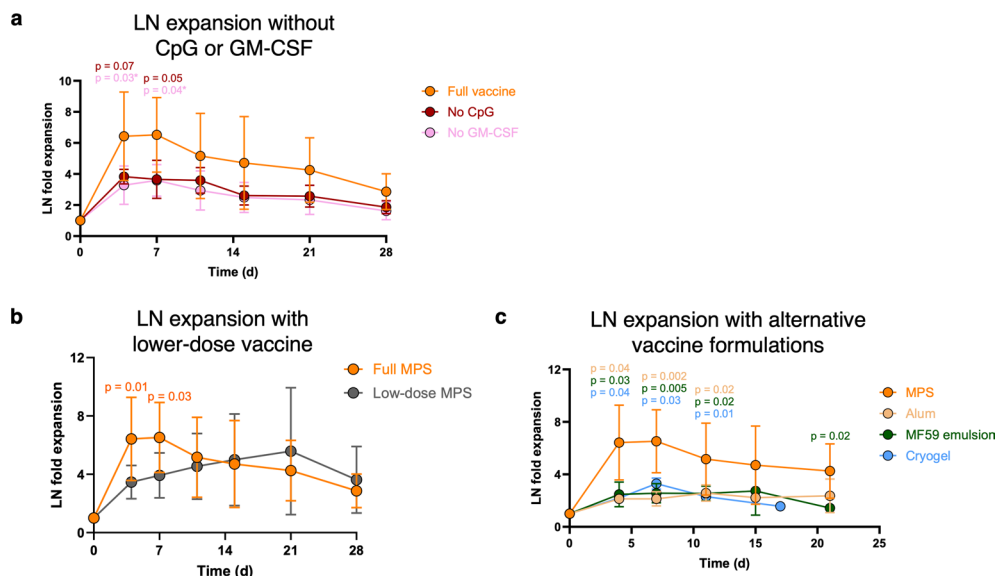 a
LN expansion without
CpG or GM-CSF
p = 0.07
p = 0.03*
p = 0.05
p = 0.04*
10
8
6
4
2
0
LN fold expansion
0 7 14 21 28
Time (d)
Full vaccine
No CpG
No GM-CSF
b
LN expansion with
lower-dose vaccine
p = 0.01
p = 0.03
12
8
4
0
LN fold expansion
0 7 14 21 28
Time (d)
Full MPS
Low-dose MPS
c
LN expansion with alternative
vaccine formulations
p = 0.04
p = 0.03
p = 0.04
p = 0.002
p = 0.005
p = 0.03
p = 0.02
p = 0.02
p = 0.01
p = 0.02
12
8
4
0
LN fold expansion
0 5 10 15 20 25
Time (d)
MPS
Alum
MF59 emulsion
Cryogel